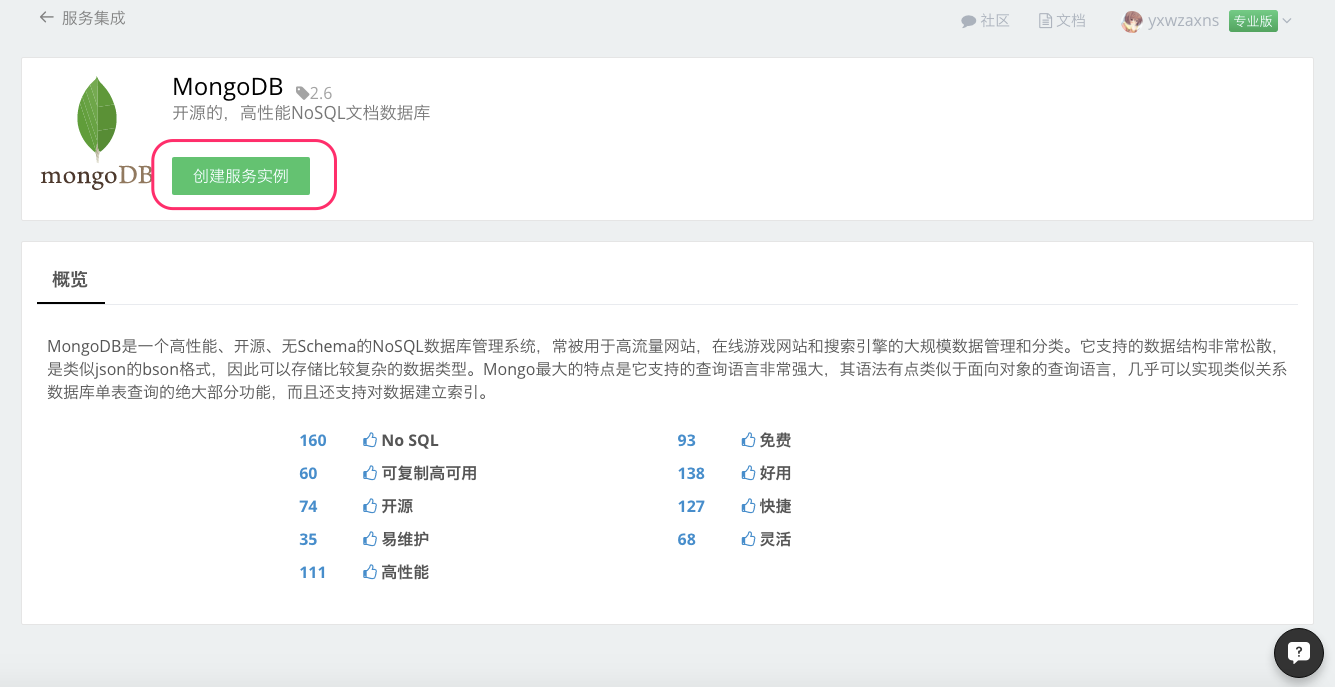 服务集成
社区 文档 yxwzaxns 专业版
MongoDB 2.6
开源的，高性能NoSQL文档数据库
mongoDB
创建服务实例
概览
MongoDB是一个高性能、开源、无Schema的NoSQL数据库管理系统，常被用于高流量网站，在线游戏网站和搜索引擎的大规模数据管理和分类。它支持的数据结构非常松散，
是类似json的bson格式，因此可以存储比较复杂的数据类型。Mongo最大的特点是它支持的查询语言非常强大，其语法有点类似于面向对象的查询语言，几乎可以实现类似关系
数据库单表查询的绝大部分功能，而且还支持对数据建立索引。
160 No SQL 93 免费
60 可复制高可用 138 好用
74 开源 127 快捷
35 易维护 68 灵活
111 高性能
?